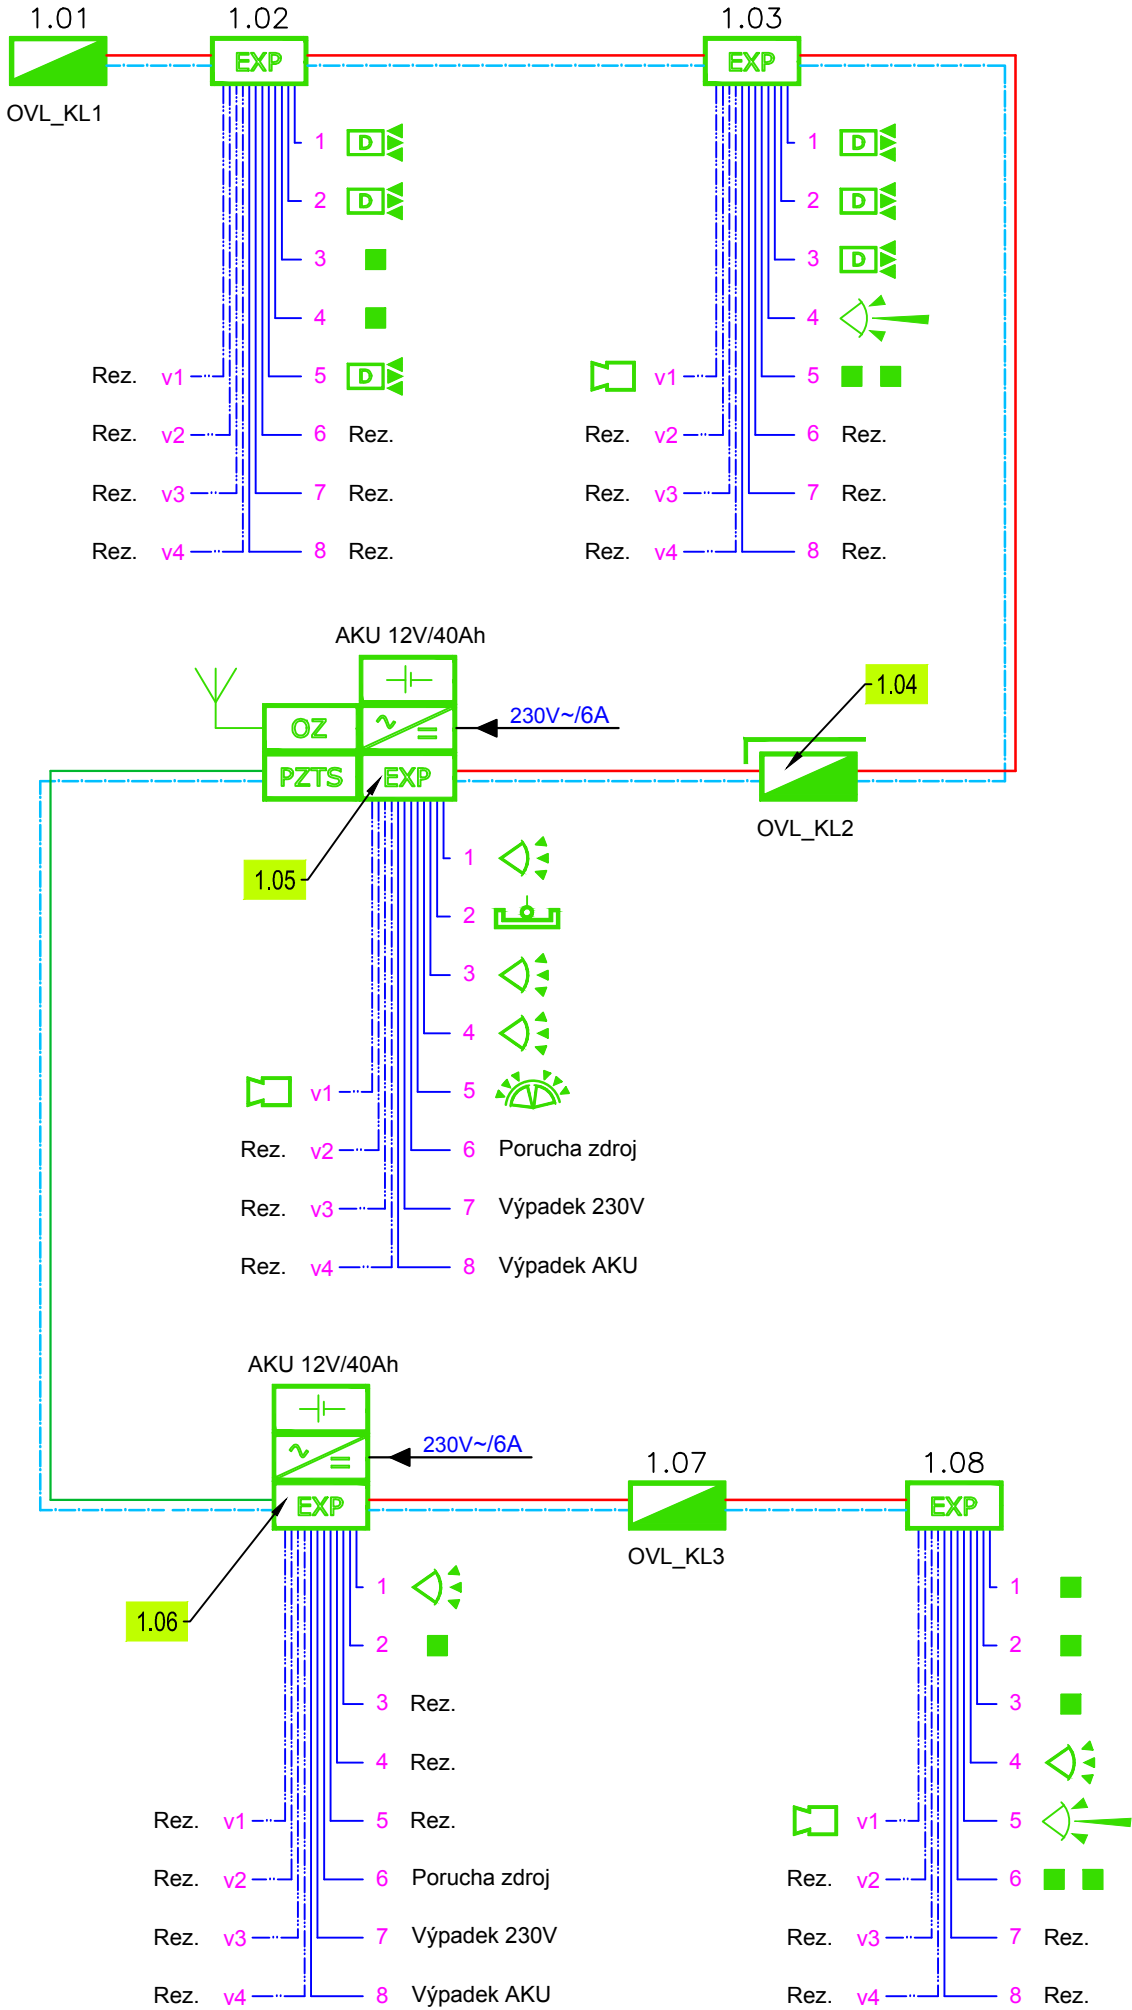 1.01 1.02 1.03
EXP EXP
OVL_KL1
1 D 1 D
2 D 2 D
3 3 D
4 4
Rez. v1 5 D v1 5
Rez. v2 6 Rez. Rez. v2 6 Rez.
Rez. v3 7 Rez. Rez. v3 7 Rez.
Rez. v4 8 Rez. Rez. v4 8 Rez.
AKU 12V/40Ah
1.04
OZ 230V~/6A
PZTS EXP
OVL_KL2
1
1.05
2
3
4
v1 5
Rez. v2 6 Porucha zdroj
Rez. v3 7 Výpadek 230V
Rez. v4 8 Výpadek AKU
AKU 12V/40Ah
230V~/6A
1.07 1.08
EXP EXP
OVL_KL3
1 1
1.06
2 2
3 Rez. 3
4 Rez. 4
Rez. v1 5 Rez. v1 5
Rez. v2 6 Porucha zdroj Rez. v2 6
Rez. v3 7 Výpadek 230V Rez. v3 7 Rez.
Rez. v4 8 Výpadek AKU Rez. v4 8 Rez.